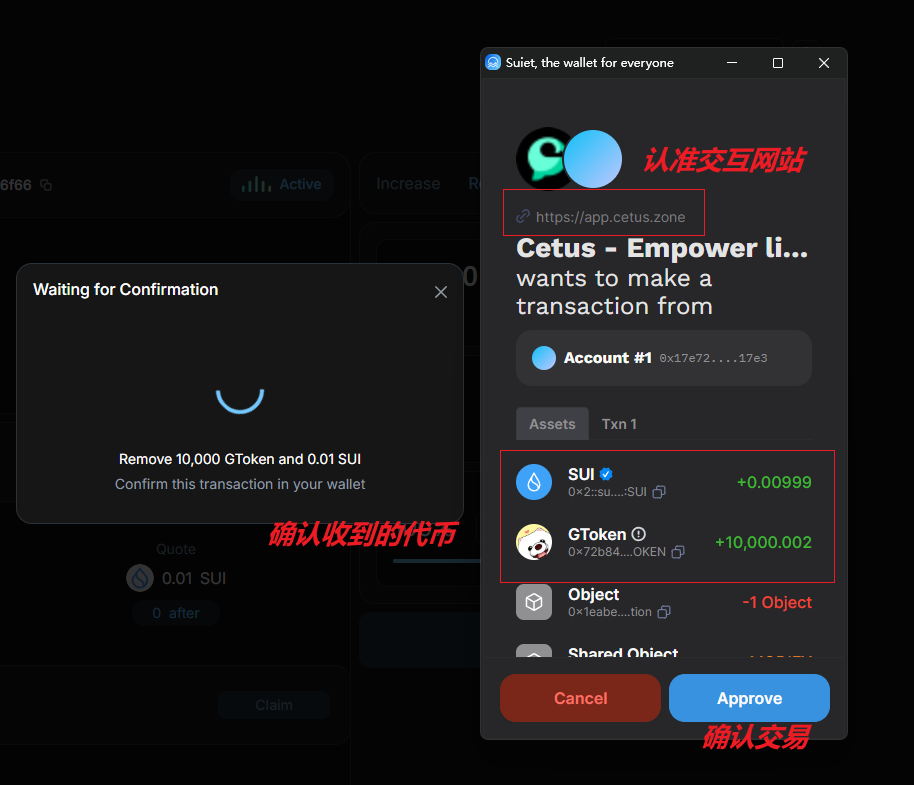 Suiet, the wallet for everyone
认准交互网站
https://app.cetus.zone
Cetus - Empower li...
wants to make a
transaction from
Account #1 0x17e72....17e3
Assets Txn 1
SUI
+0.00999
0x2::su....:SUI
GToken
+10,000.002
0x72b84....OKEN
Object
-1 Object
0x1eabe....tion
Shared Object
Cancel
Approve
确认交易
6f66
Active
Increase
Waiting for Confirmation
Remove 10,000 GToken and 0.01 SUI
Confirm this transaction in your wallet
确认收到的代币
Quote
0.01 SUI
0 after
Claim